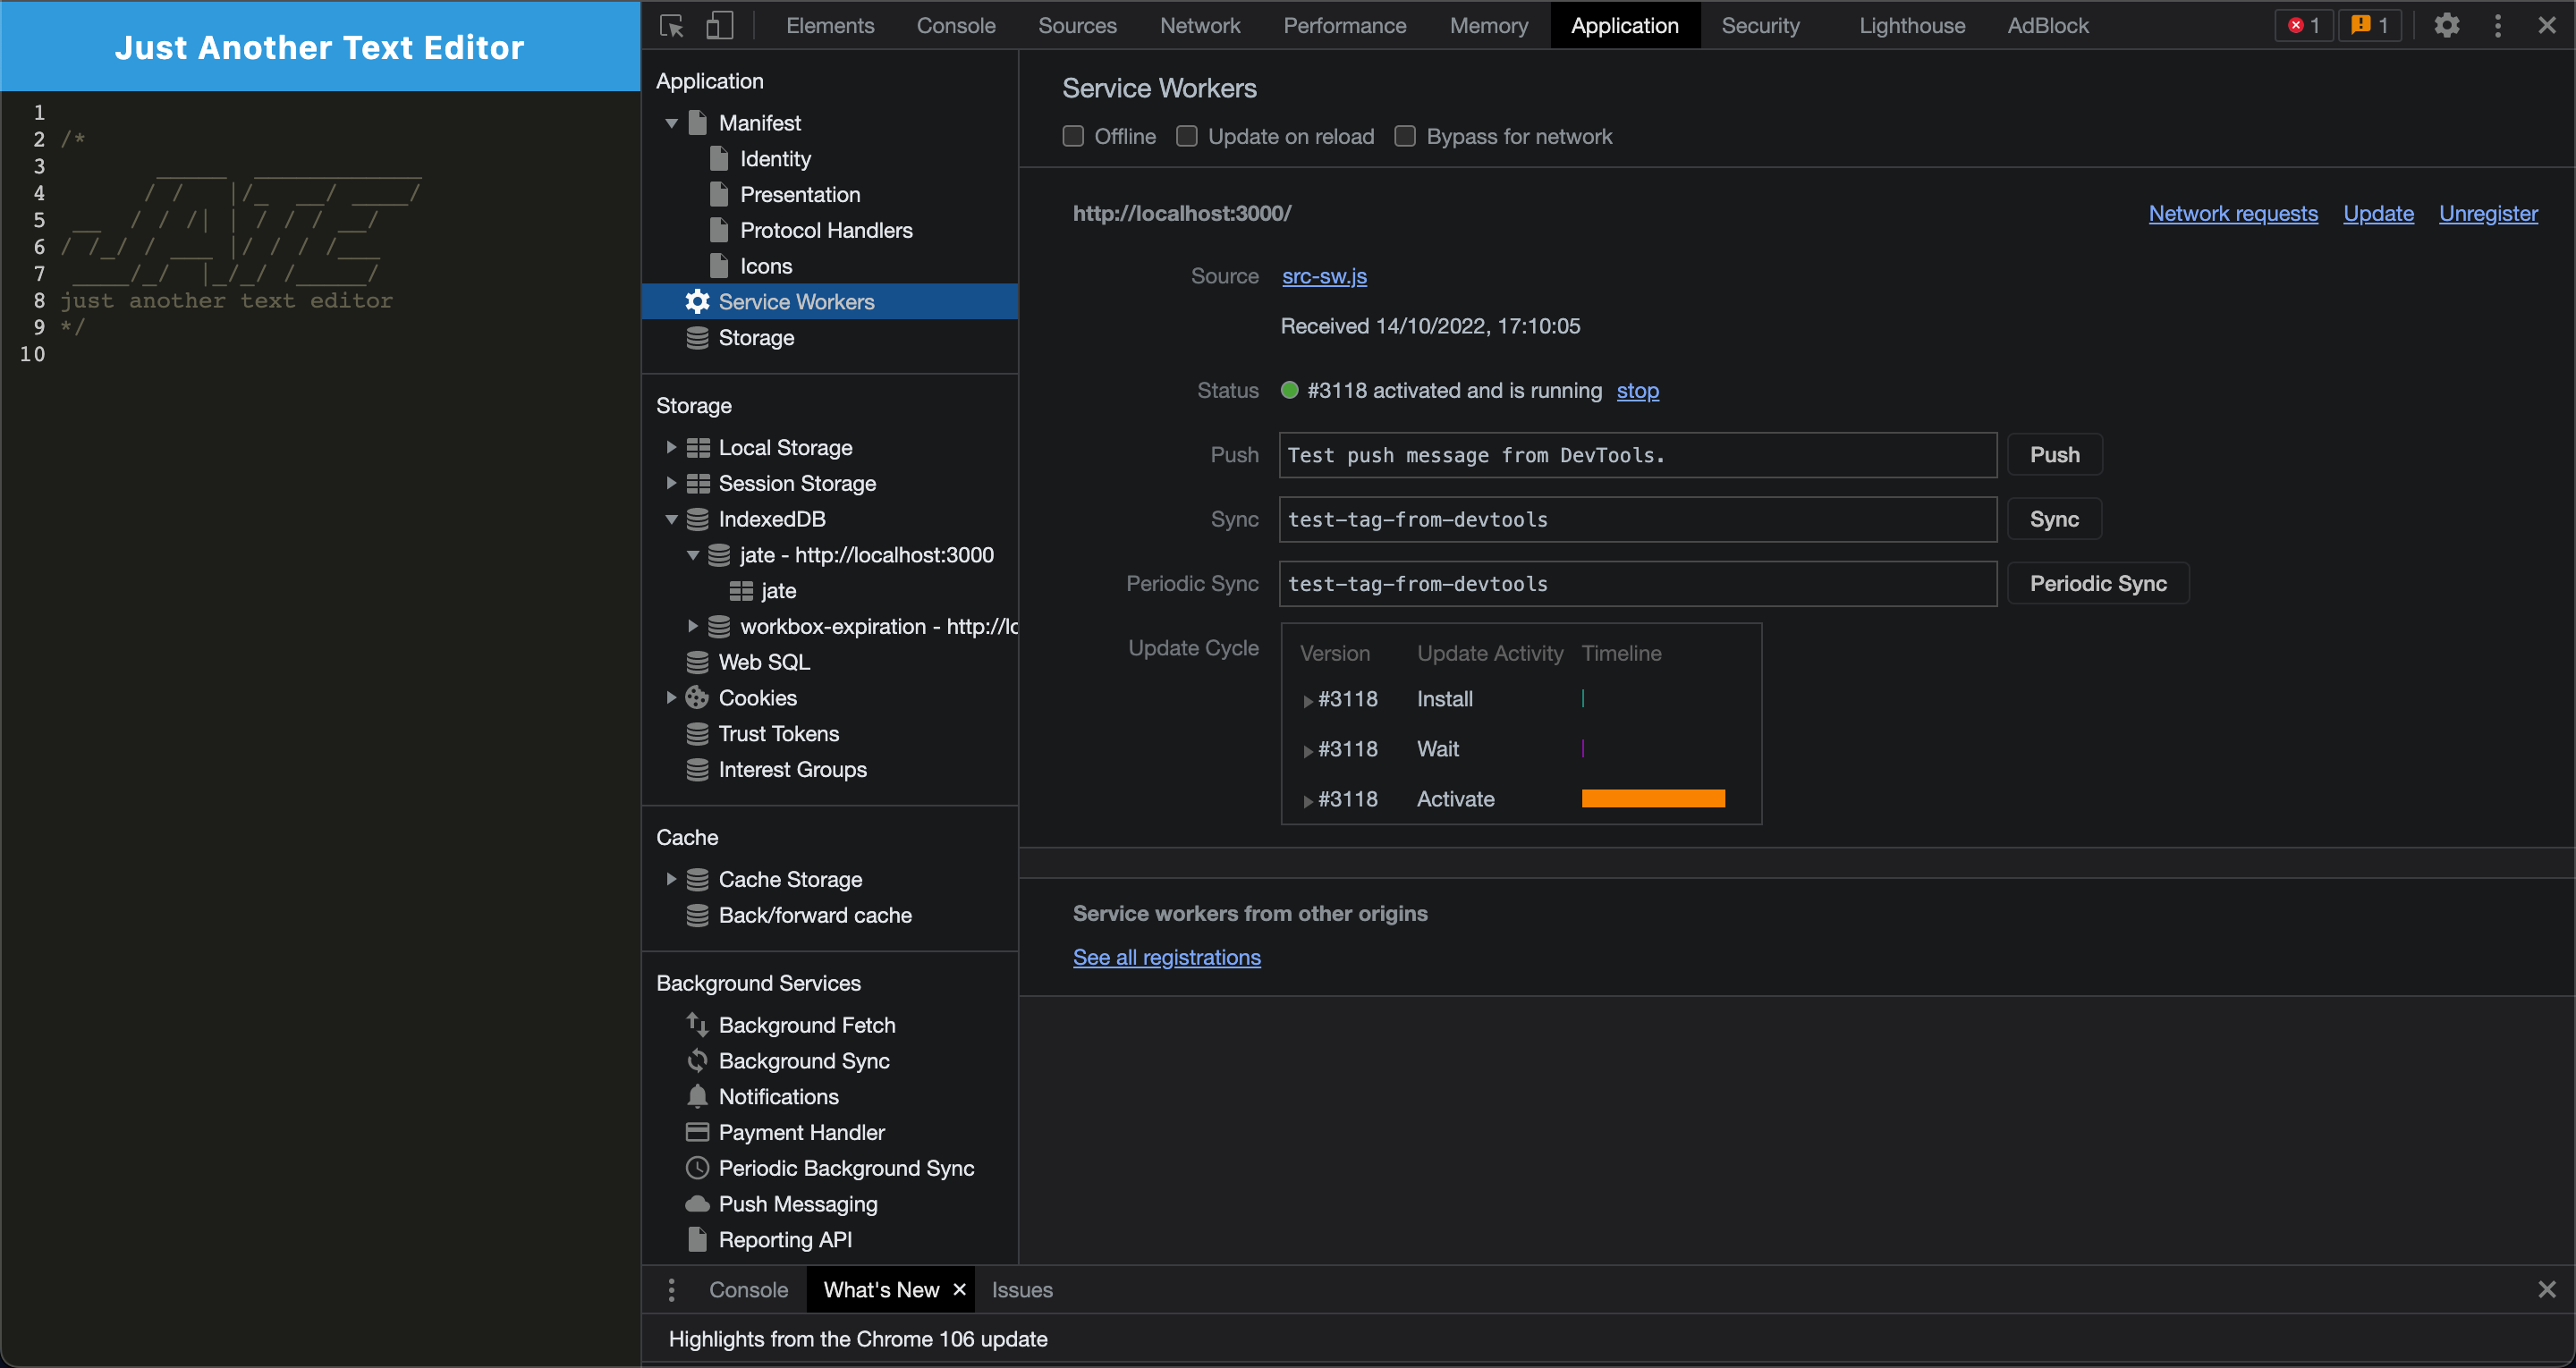 Just Another Text Editor
1
2 /*
3
4
5
6
7
8 just another text editor
9 */
10
Elements Console Sources Network Performance Memory Application Security Lighthouse AdBlock 1 1
Application
Manifest
Identity
Presentation
Protocol Handlers
Icons
Service Workers
Storage
Storage
Local Storage
Session Storage
IndexedDB
jate - http://localhost:3000
jate
workbox-expiration - http://lo
Web SQL
Cookies
Trust Tokens
Interest Groups
Cache
Cache Storage
Back/forward cache
Background Services
Background Fetch
Background Sync
Notifications
Payment Handler
Periodic Background Sync
Push Messaging
Reporting API
Service Workers
Offline Update on reload Bypass for network
http://localhost:3000/ Network requests Update Unregister
Source src-sw.js
Received 14/10/2022, 17:10:05
Status #3118 activated and is running stop
Push Test push message from DevTools. Push
Sync test-tag-from-devtools Sync
Periodic Sync test-tag-from-devtools Periodic Sync
Update Cycle Version Update Activity Timeline
#3118 Install
#3118 Wait
#3118 Activate
Service workers from other origins
See all registrations
Console What's New × Issues
Highlights from the Chrome 106 update